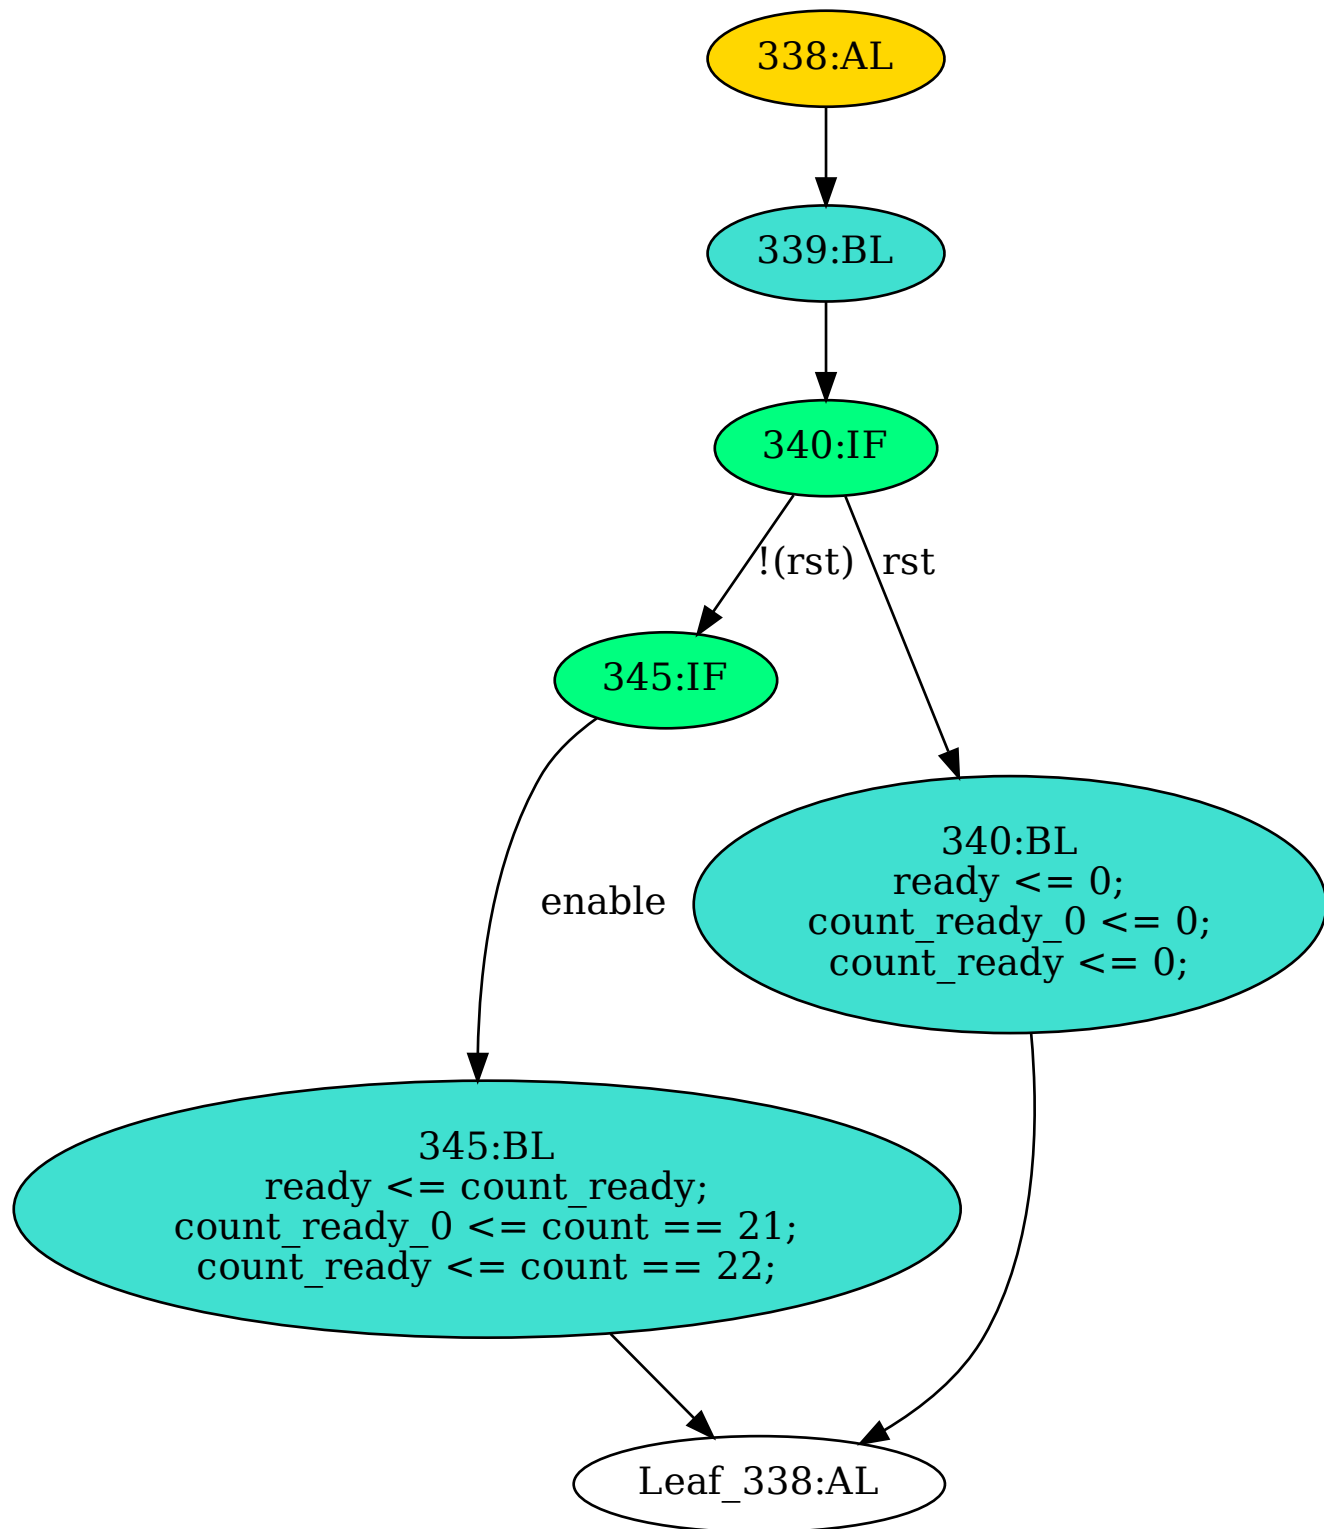 338:AL
339:BL
340:IF
!(rst)
rst
345:IF
340:BL
ready <= 0;
count_ready_0 <= 0;
count_ready <= 0;
enable
345:BL
ready <= count_ready;
count_ready_0 <= count == 21;
count_ready <= count == 22;
Leaf_338:AL